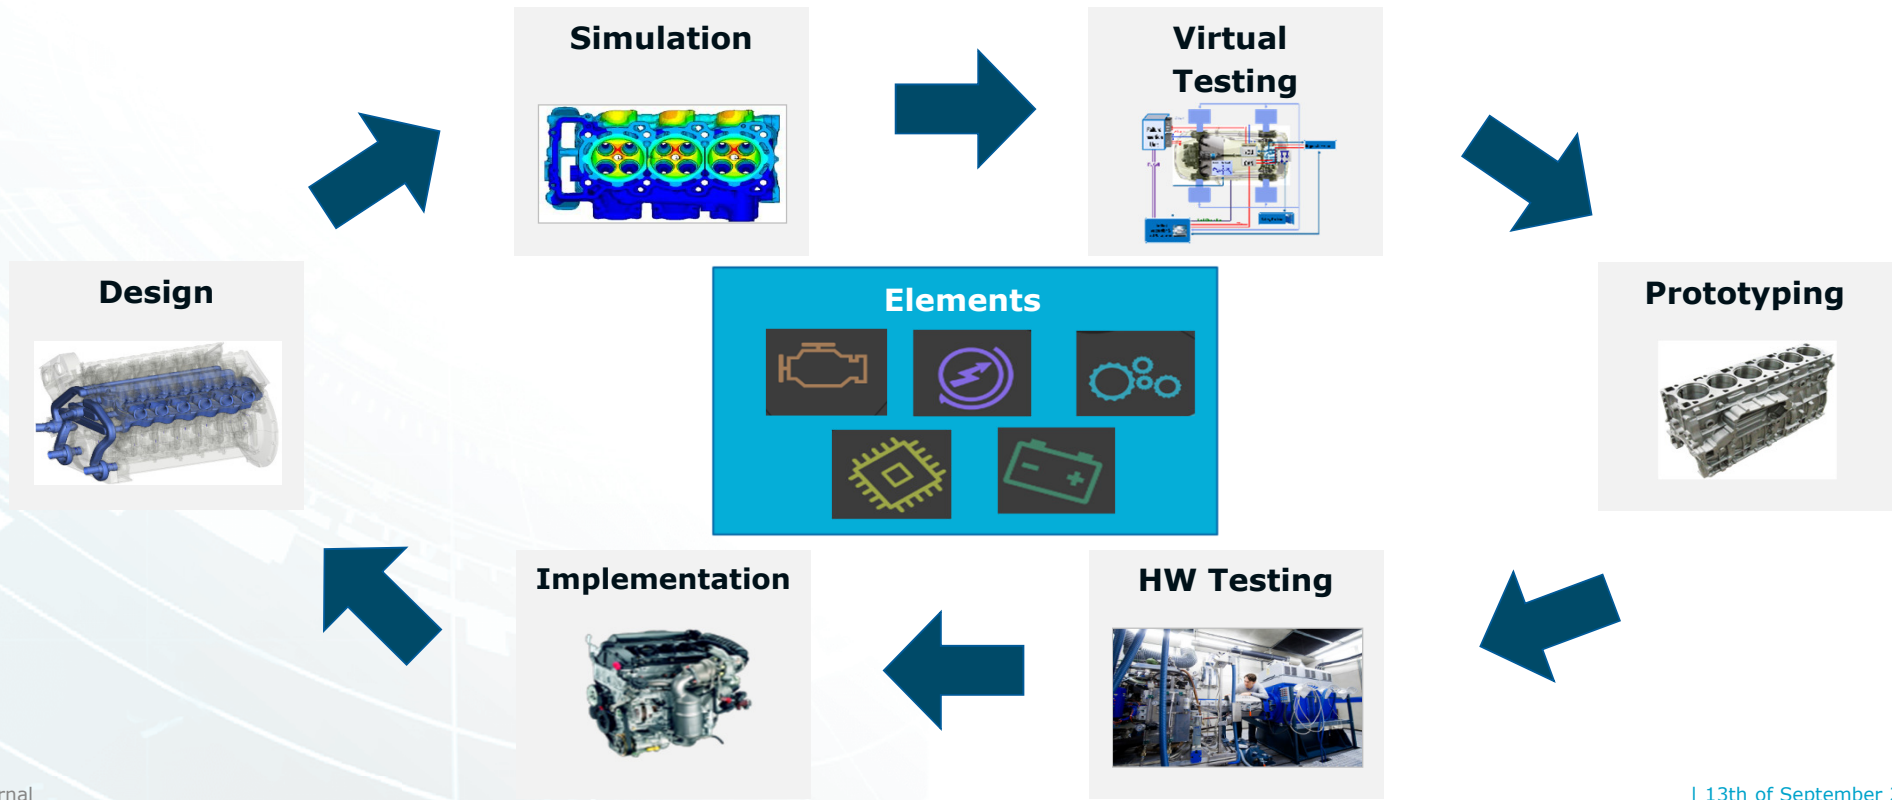 Simulation
Virtual
Testing
Design
Elements
Prototyping
Implementation
HW Testing
rnal
| 13th of September